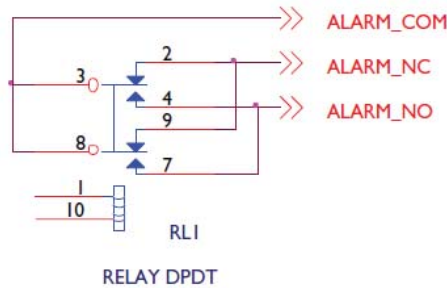 ALARM_COM
2 ALARM_NC
3
4 ALARM_NO
9
8
7
1
10
RL1
RELAY DPDT